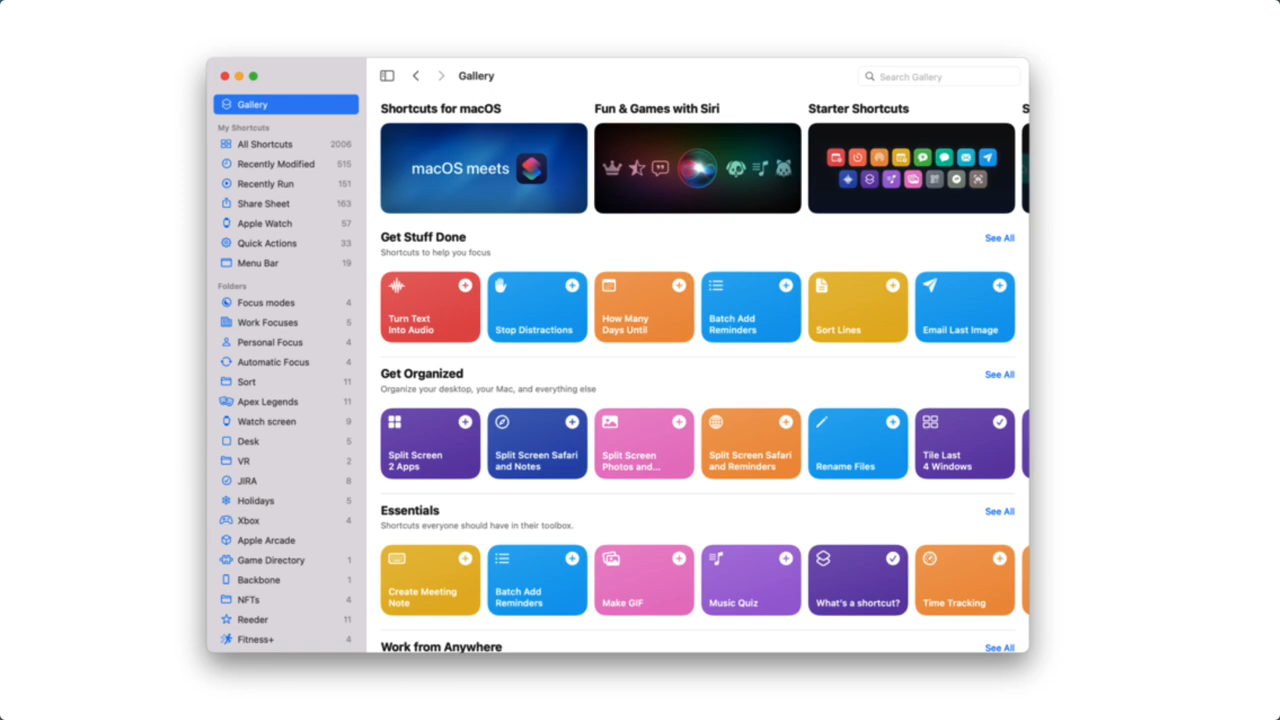 Gallery
Search Gallery
Gallery
My Shortcuts
All Shortcuts 2006
Recently Modified 515
Recently Run 151
Share Sheet 163
Apple Watch 57
Quick Actions 33
Menu Bar 19
Folders
Focus modes 4
Work Focuses 5
Personal Focus 4
Automatic Focus 4
Sort 11
Apex Legends 11
Watch screen 9
Desk 5
VR 2
JIRA 8
Holidays 5
Xbox 4
Apple Arcade
Game Directory 1
Backbone 1
NFTs 4
Reeder 11
Fitness+ 4
Shortcuts for macOS
Fun & Games with Siri
Starter Shortcuts
S
macOS meets
Get Stuff Done
See All
Shortcuts to help you focus
Turn Text
Into Audio
Stop Distractions
How Many
Days Until
Batch Add
Reminders
Sort Lines
Email Last Image
Get Organized
See All
Organize your desktop, your Mac, and everything else
Split Screen
2 Apps
Split Screen Safari
and Notes
Split Screen
Photos and...
Split Screen Safari
and Reminders
Rename Files
Tile Last
4 Windows
Essentials
See All
Shortcuts everyone should have in their toolbox.
Create Meeting
Note
Batch Add
Reminders
Make GIF
Music Quiz
What's a shortcut?
Time Tracking
Work from Anywhere
See All